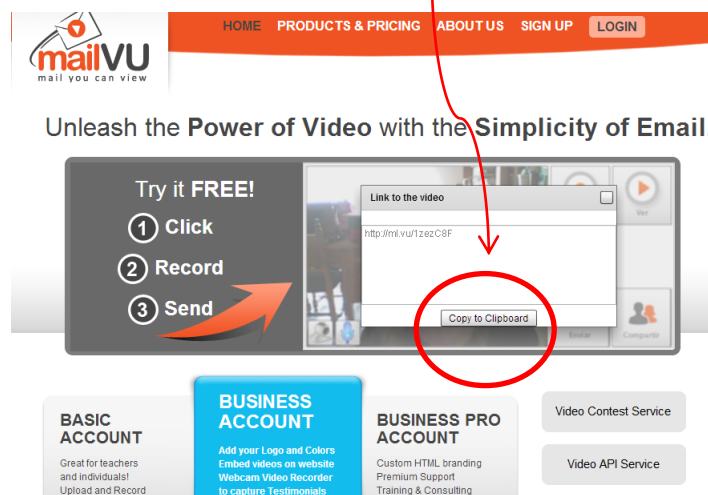 HOME PRODUCTS & PRICING ABOUT US SIGN UP LOGIN
mailVU
mail you can view
Unleash the Power of Video with the Simplicity of Email
Try it FREE!
1 Click
2 Record
3 Send
Link to the video
http://ml.vu/1zezC8F
Copy to Clipboard
Ver
Enviar
Compartir
BASIC
ACCOUNT
Great for teachers
and individuals!
Upload and Record
BUSINESS
ACCOUNT
Add your Logo and Colors
Embed videos on website
Webcam Video Recorder
to capture Testimonials
BUSINESS PRO
ACCOUNT
Custom HTML branding
Premium Support
Training & Consulting
Video Contest Service
Video API Service